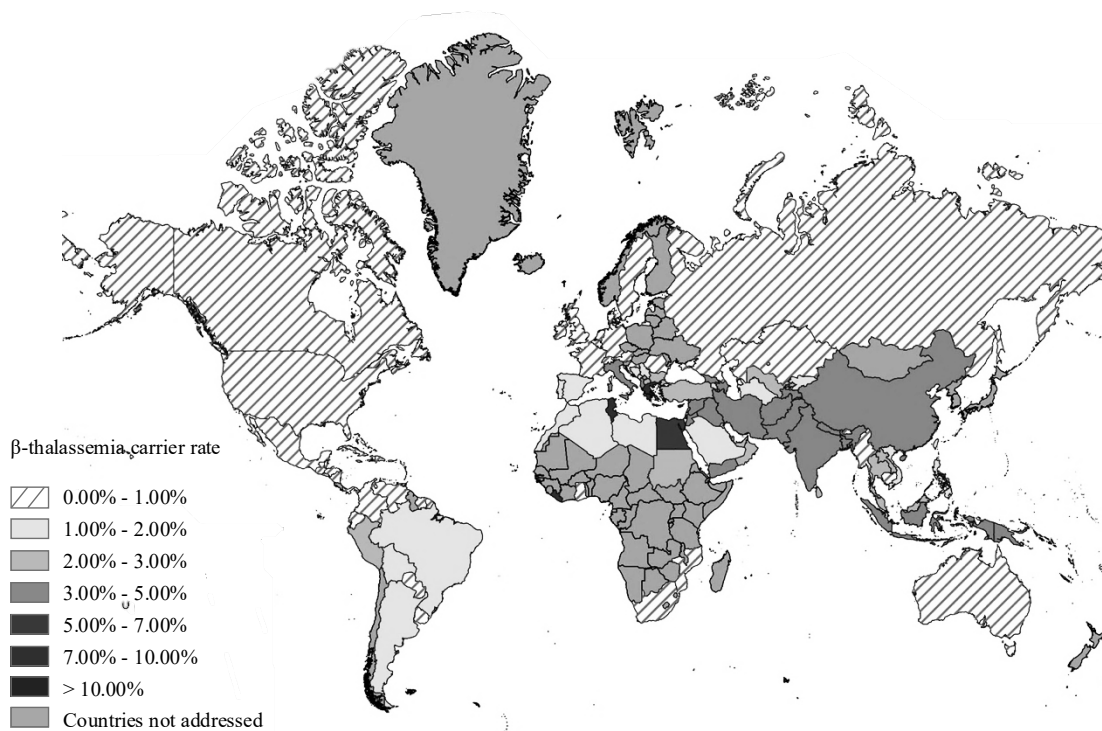 β-thalassemia carrier rate
0.00% - 1.00%
1.00% - 2.00%
2.00% - 3.00%
3.00% - 5.00%
5.00% - 7.00%
7.00% - 10.00%
> 10.00%
Countries not addressed